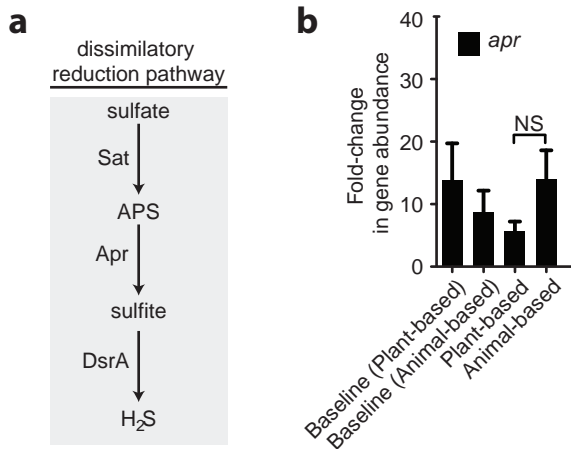 a
dissimilatory
reduction pathway
sulfate
Sat
APS
Apr
sulfite
DsrA
H₂S
b
apr
Fold-change
in gene abundance
40
30
20
10
0
NS
Baseline (Plant-based)
Baseline (Animal-based)
Plant-based
Animal-based